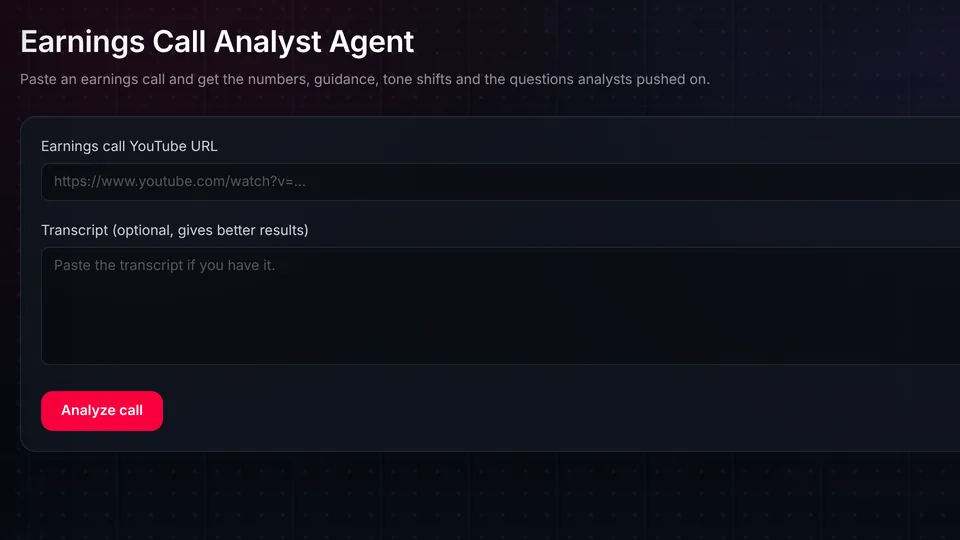 Earnings Call Analyst Agent
Paste an earnings call and get the numbers, guidance, tone shifts and the questions analysts pushed on.
Earnings call YouTube URL
https://www.youtube.com/watch?v=...
Transcript (optional, gives better results)
Paste the transcript if you have it.
Analyze call